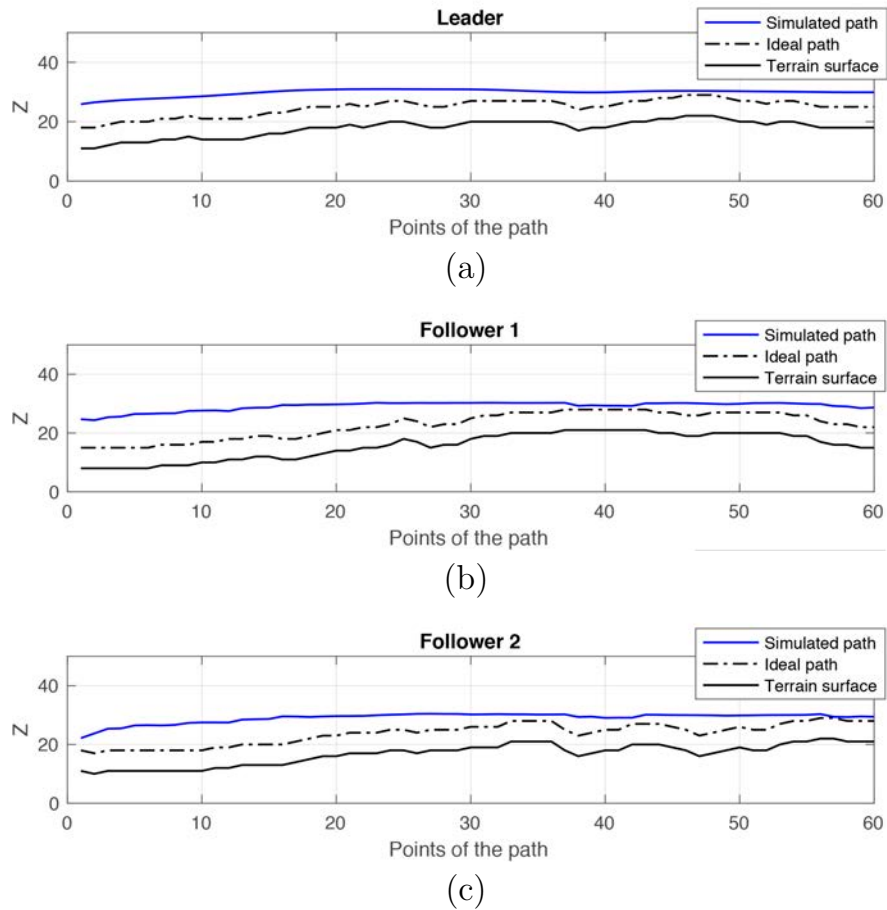 Leader
Simulated path
Ideal path
Terrain surface
40
20
0
Z
0 10 20 30 40 50 60
Points of the path
(a)
Follower 1
Simulated path
Ideal path
Terrain surface
40
20
0
Z
0 10 20 30 40 50 60
Points of the path
(b)
Follower 2
Simulated path
Ideal path
Terrain surface
40
20
0
Z
0 10 20 30 40 50 60
Points of the path
(c)